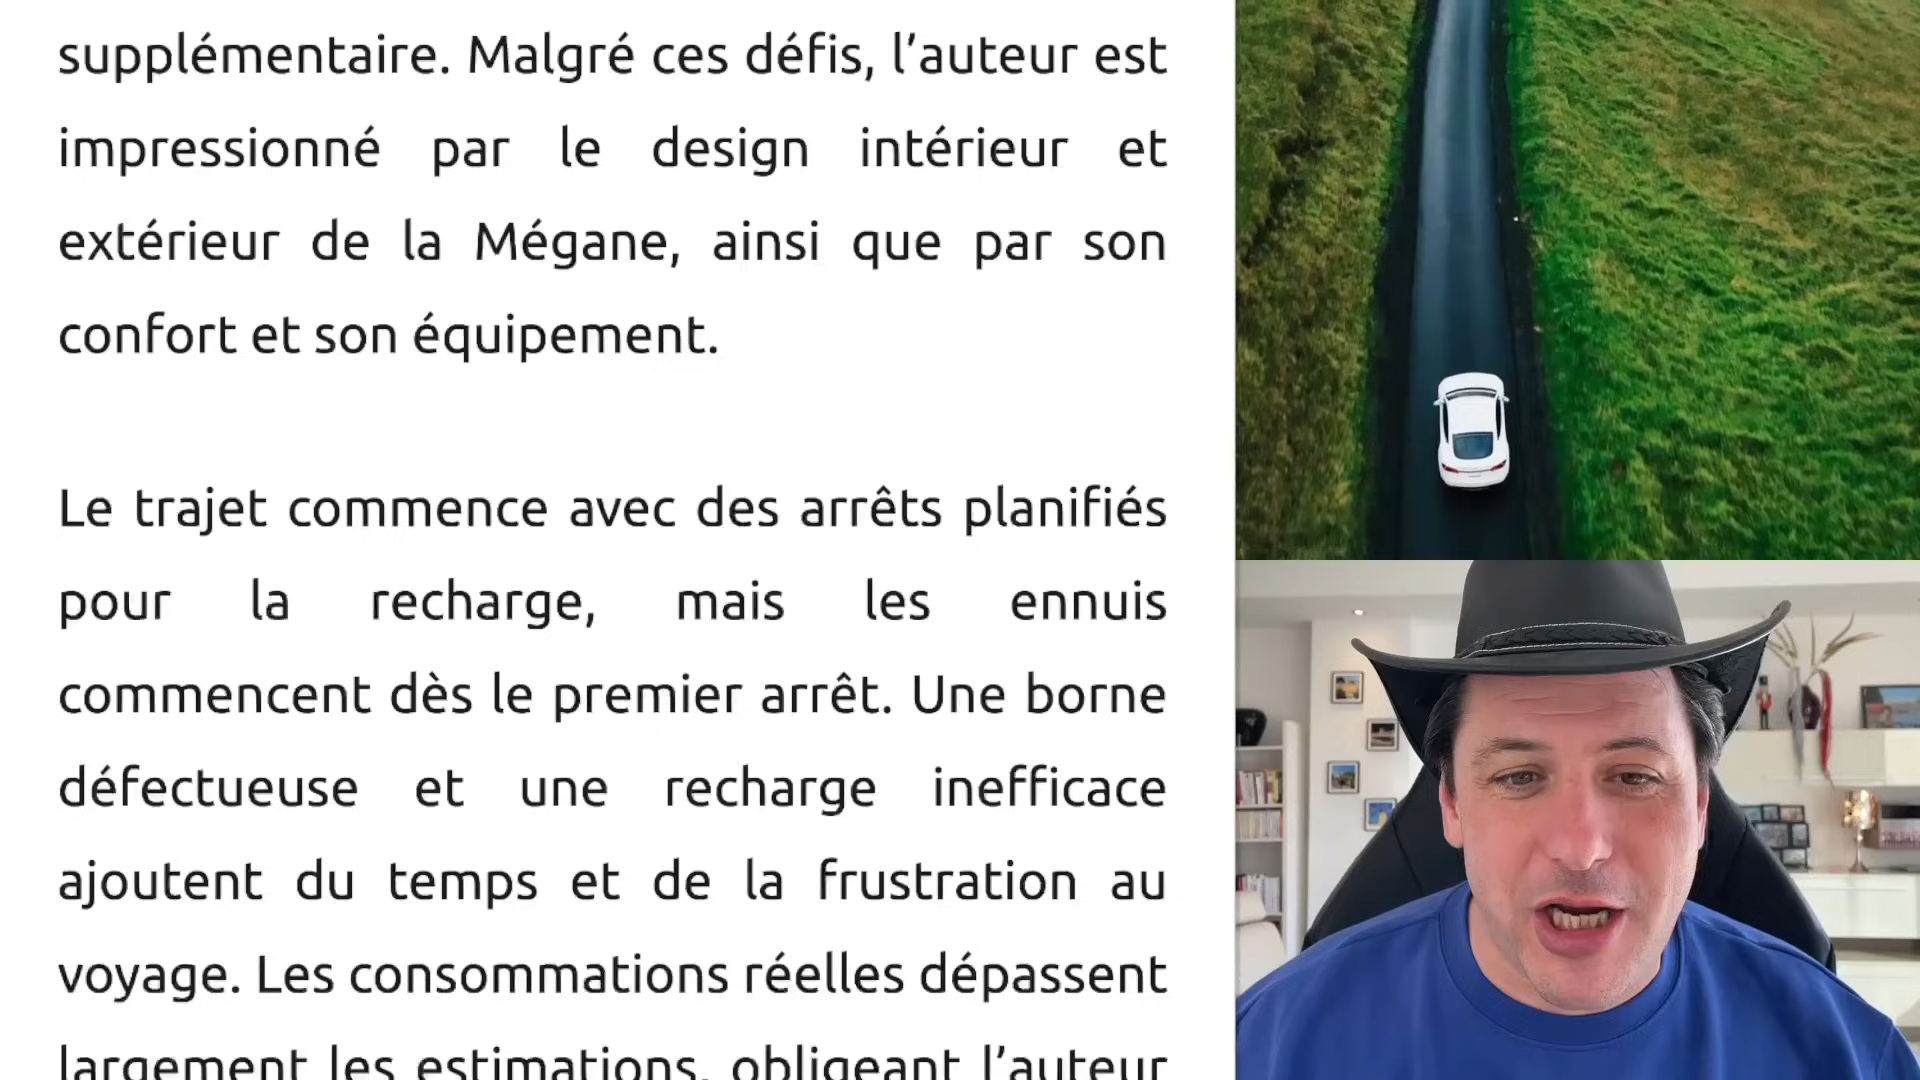 supplémentaire. Malgré ces défis, l’auteur est
impressionné par le design intérieur et
extérieur de la Mégane, ainsi que par son
confort et son équipement.
Le trajet commence avec des arrêts planifiés
pour la recharge, mais les ennuis
commencent dès le premier arrêt. Une borne
défectueuse et une recharge inefficace
ajoutent du temps et de la frustration au
voyage. Les consommations réelles dépassent
largement les estimations, obligeant l’auteur